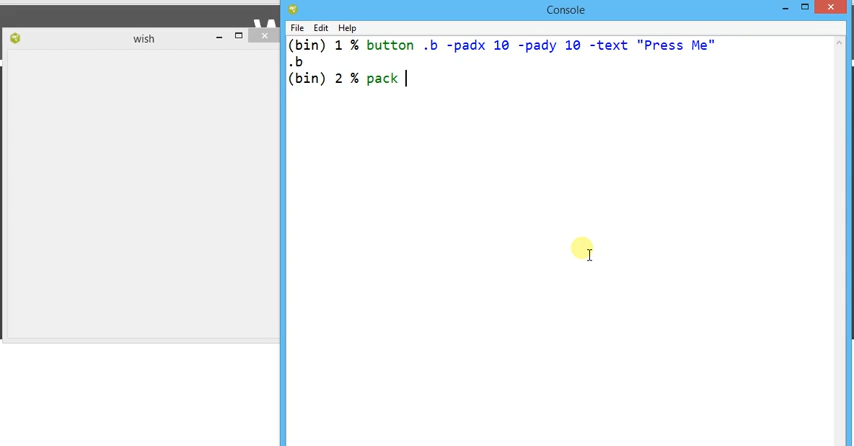 wish
Console
File Edit Help
(bin) 1 % button .b -padx 10 -pady 10 -text "Press Me"
.b
(bin) 2 % pack